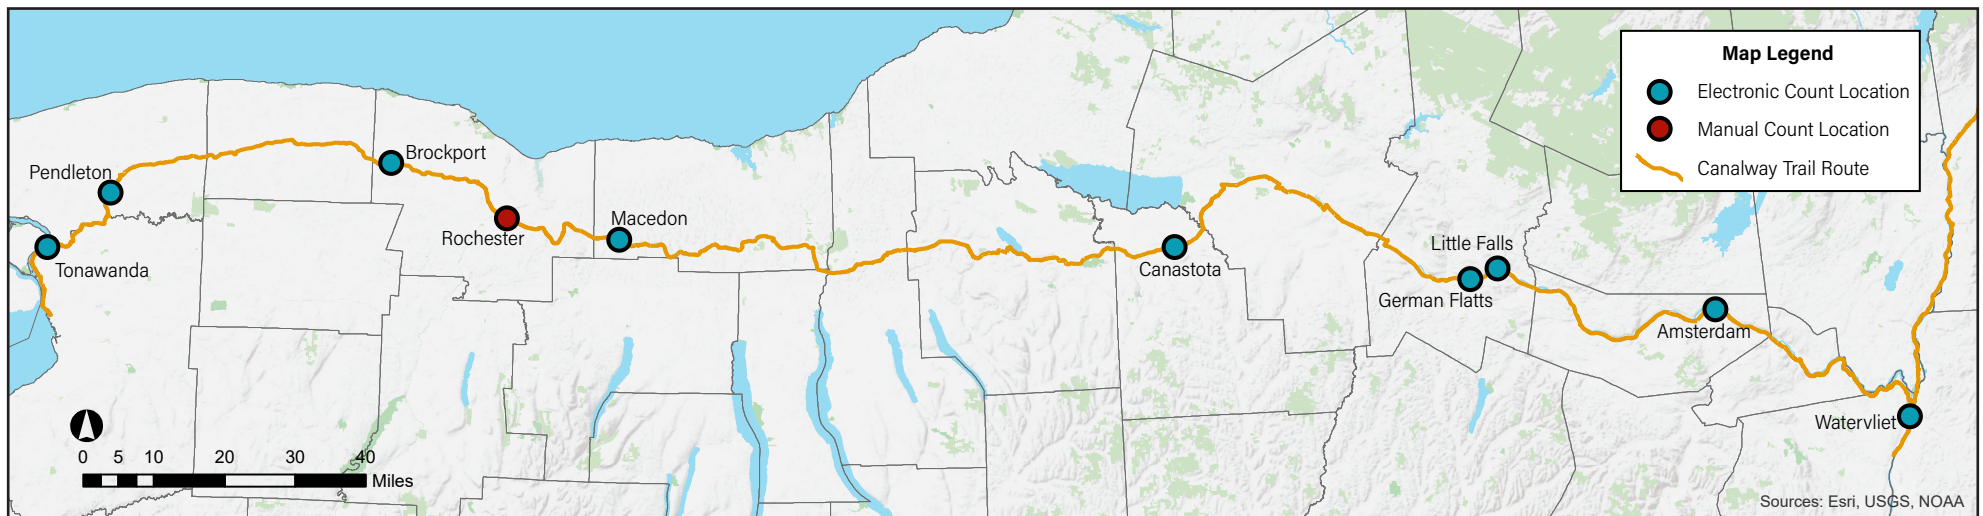 Map Legend
Electronic Count Location
Manual Count Location
Canalway Trail Route
Pendleton
Brockport
Rochester
Macedon
Tonawanda
Canastota
Little Falls
German Flatts
Amsterdam
Watervliet
0 5 10 20 30 40
Miles
Sources: Esri, USGS, NOAA